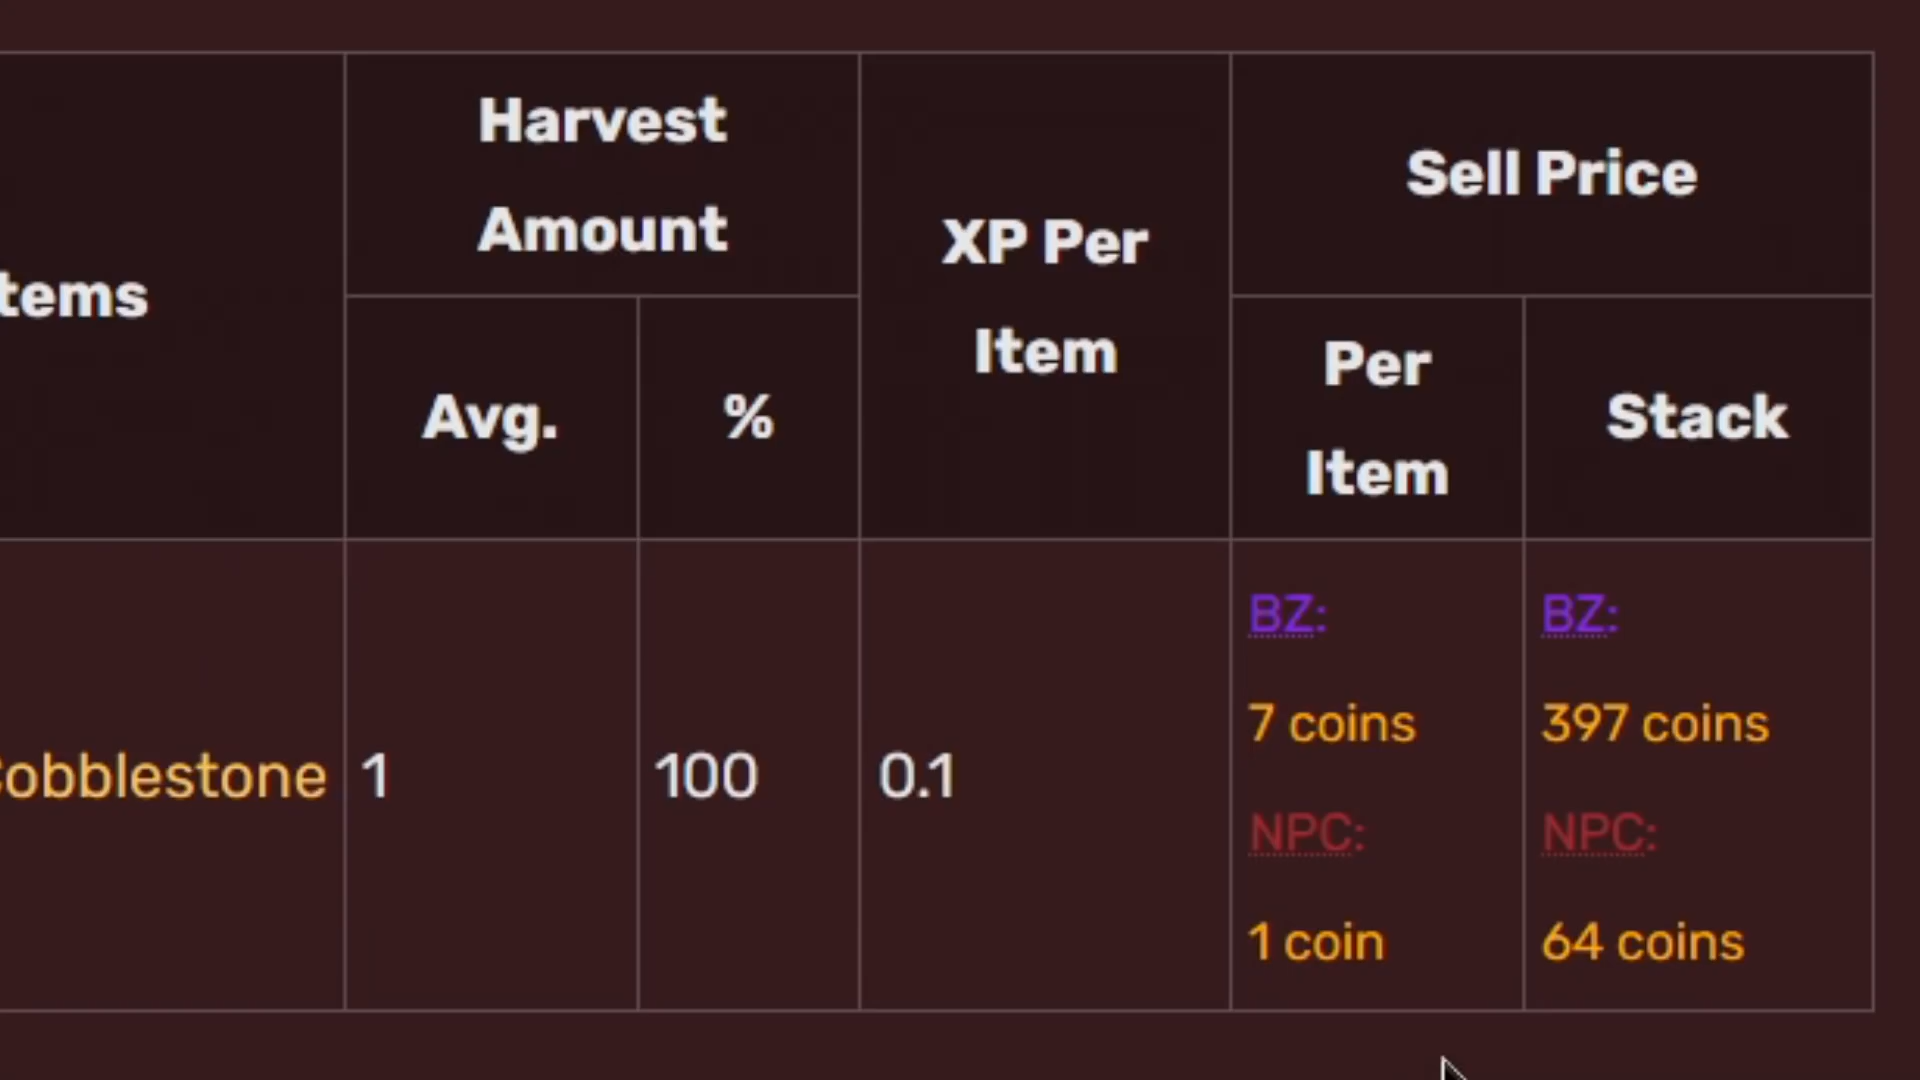 tems
Harvest
Amount
XP Per
Item
Sell Price
Avg.
%
Per
Item
Stack
Cobblestone
1
100
0.1
BZ:
7 coins
NPC:
1 coin
BZ:
397 coins
NPC:
64 coins